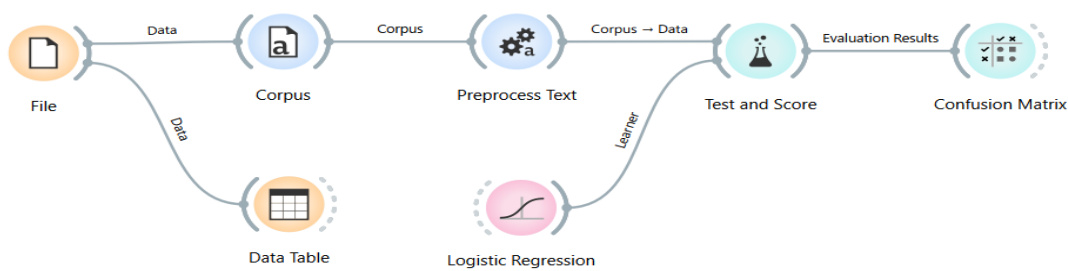 Data
Corpus
Corpus → Data
Evaluation Results
a
a
File
Corpus
Preprocess Text
Test and Score
Confusion Matrix
Data
Learner
Data Table
Logistic Regression